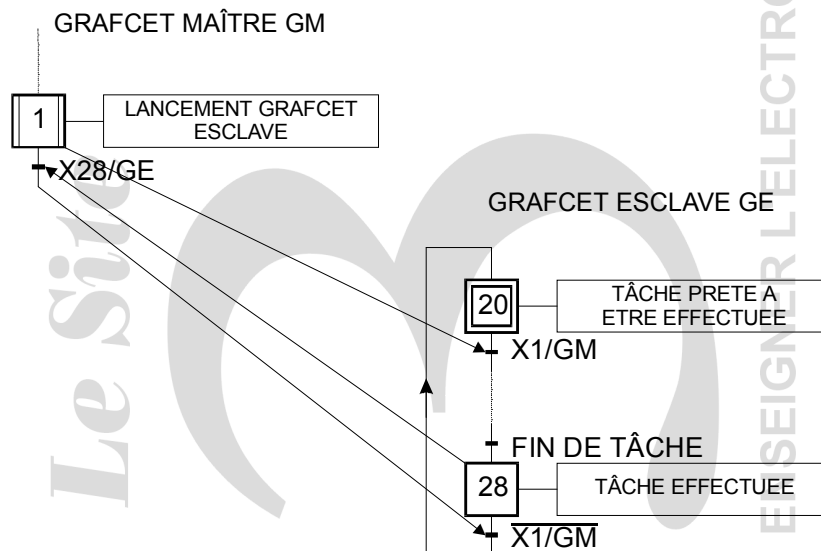 GRAFCET MAÎTRE GM
1
LANCEMENT GRAFCET
ESCLAVE
X28/GE
GRAFCET ESCLAVE GE
20
TÂCHE PRETE A
ETRE EFFECTUEE
X1/GM
FIN DE TÂCHE
28
TÂCHE EFFECTUEE
X1/GM
Le Site
3
ENSEIGNER L'ELECTRO